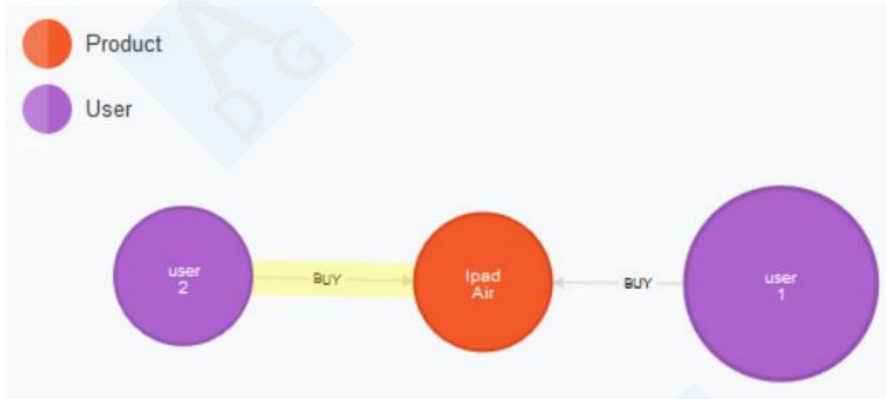 Product
User
A
D G
user
2
BUY
Ipad
Air
BUY
user
1